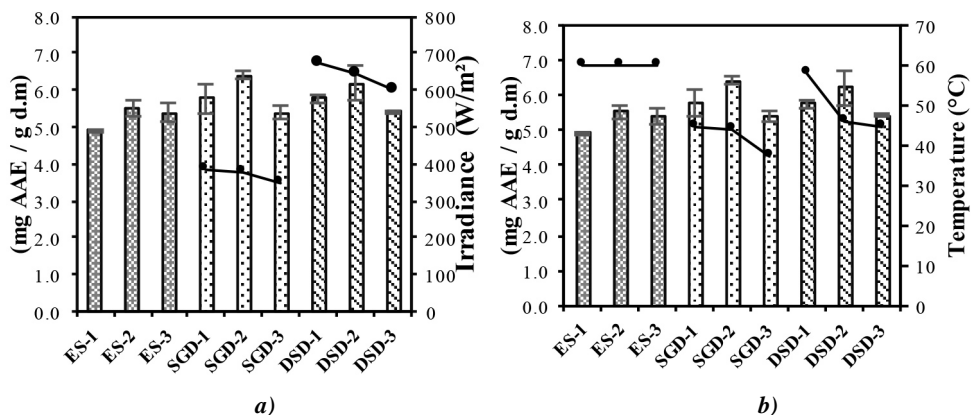 (mg AAE / g d.m)
8.0
7.0
6.0
5.0
4.0
3.0
2.0
1.0
0.0
800
700
600
500
400
300
200
100
0
Irradiance (W/m²)
ES-1
ES-2
ES-3
SGD-1
SGD-2
SGD-3
DSD-1
DSD-2
DSD-3
a)
(mg AAE / g d.m)
8.0
7.0
6.0
5.0
4.0
3.0
2.0
1.0
0.0
70
60
50
40
30
20
10
0
Temperature (°C)
ES-1
ES-2
ES-3
SGD-1
SGD-2
SGD-3
DSD-1
DSD-2
DSD-3
b)